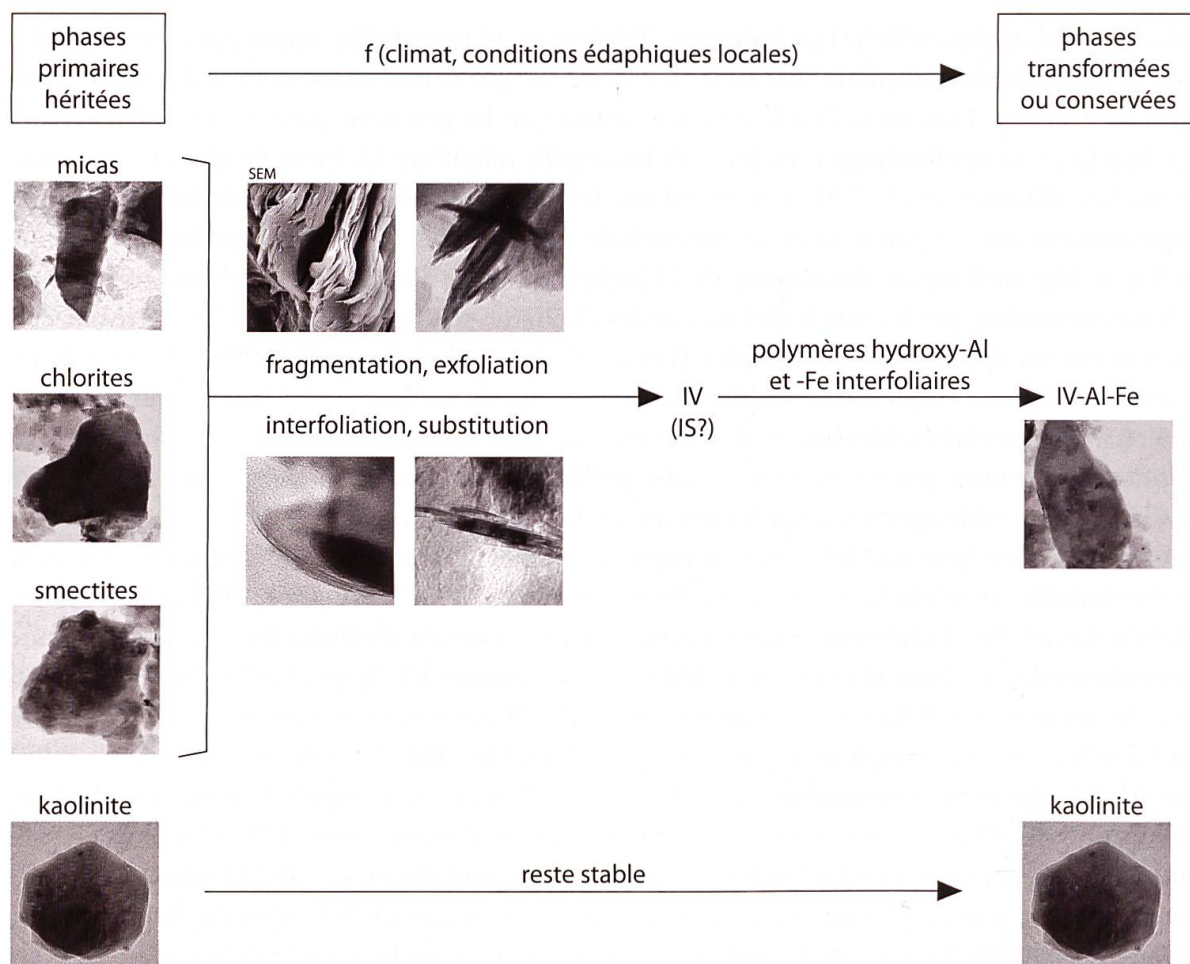 phases
primaires
héritées
f (climat, conditions édaphiques locales)
phases
transformées
ou conservées
micas
SEM
chlorites
fragmentation, exfoliation
interfoliation, substitution
IV
(IS?)
polymères hydroxy-Al
et -Fe interfoliaires
IV-Al-Fe
smectites
kaolinite
reste stable
kaolinite